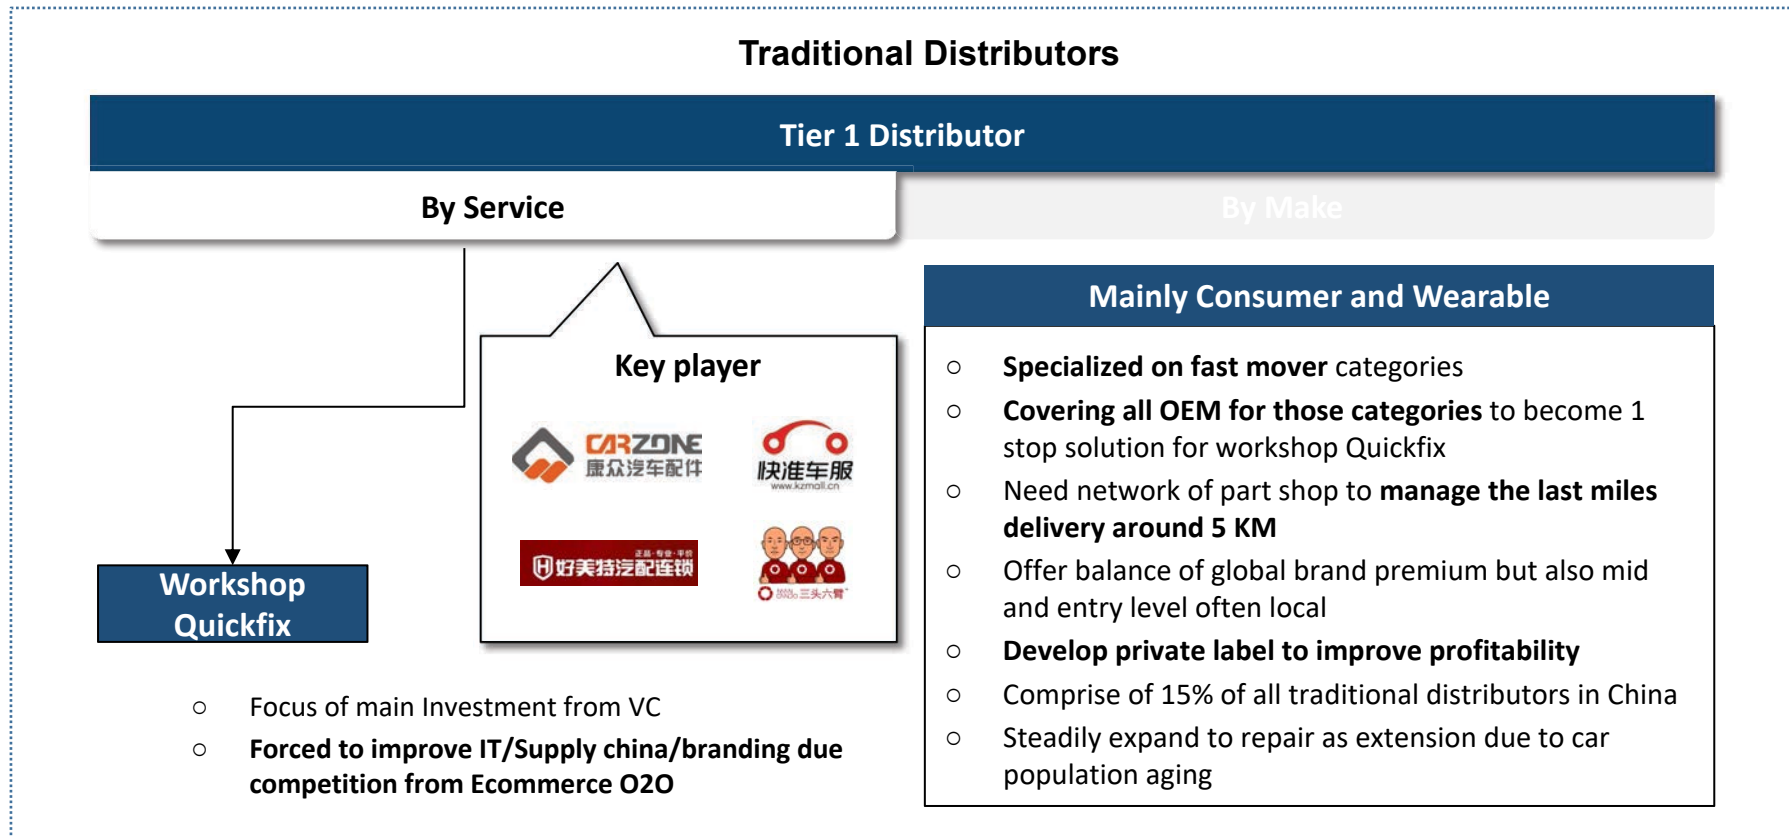 Traditional Distributors
Tier 1 Distributor
By Service
By Make
Key player
CARZONE
康众汽车配件
快准车服
www.kzmall.cn
正品·专业·平价
好美特汽配连锁
三头六臂
Workshop
Quickfix
○ Focus of main Investment from VC
○ Forced to improve IT/Supply china/branding due
competition from Ecommerce O2O
Mainly Consumer and Wearable
○ Specialized on fast mover categories
○ Covering all OEM for those categories to become 1
stop solution for workshop Quickfix
○ Need network of part shop to manage the last miles
delivery around 5 KM
○ Offer balance of global brand premium but also mid
and entry level often local
○ Develop private label to improve profitability
○ Comprise of 15% of all traditional distributors in China
○ Steadily expand to repair as extension due to car
population aging